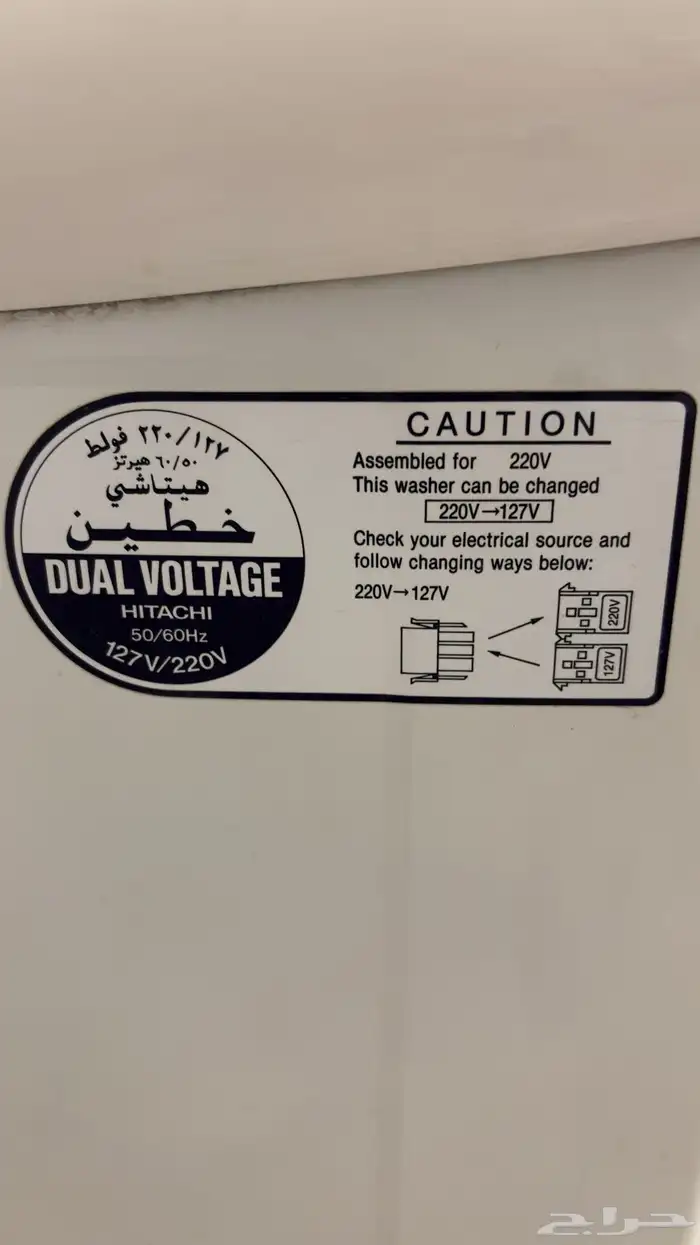 ٢٢٠/١٢٧ فولط
٦٠/٥٠ هيرتز
هيتاشي
خطين
DUAL VOLTAGE
HITACHI
50/60Hz
127V/220V
CAUTION
Assembled for 220V
This washer can be changed
220V→127V
Check your electrical source and
follow changing ways below:
220V→127V
220V
127V
حراج